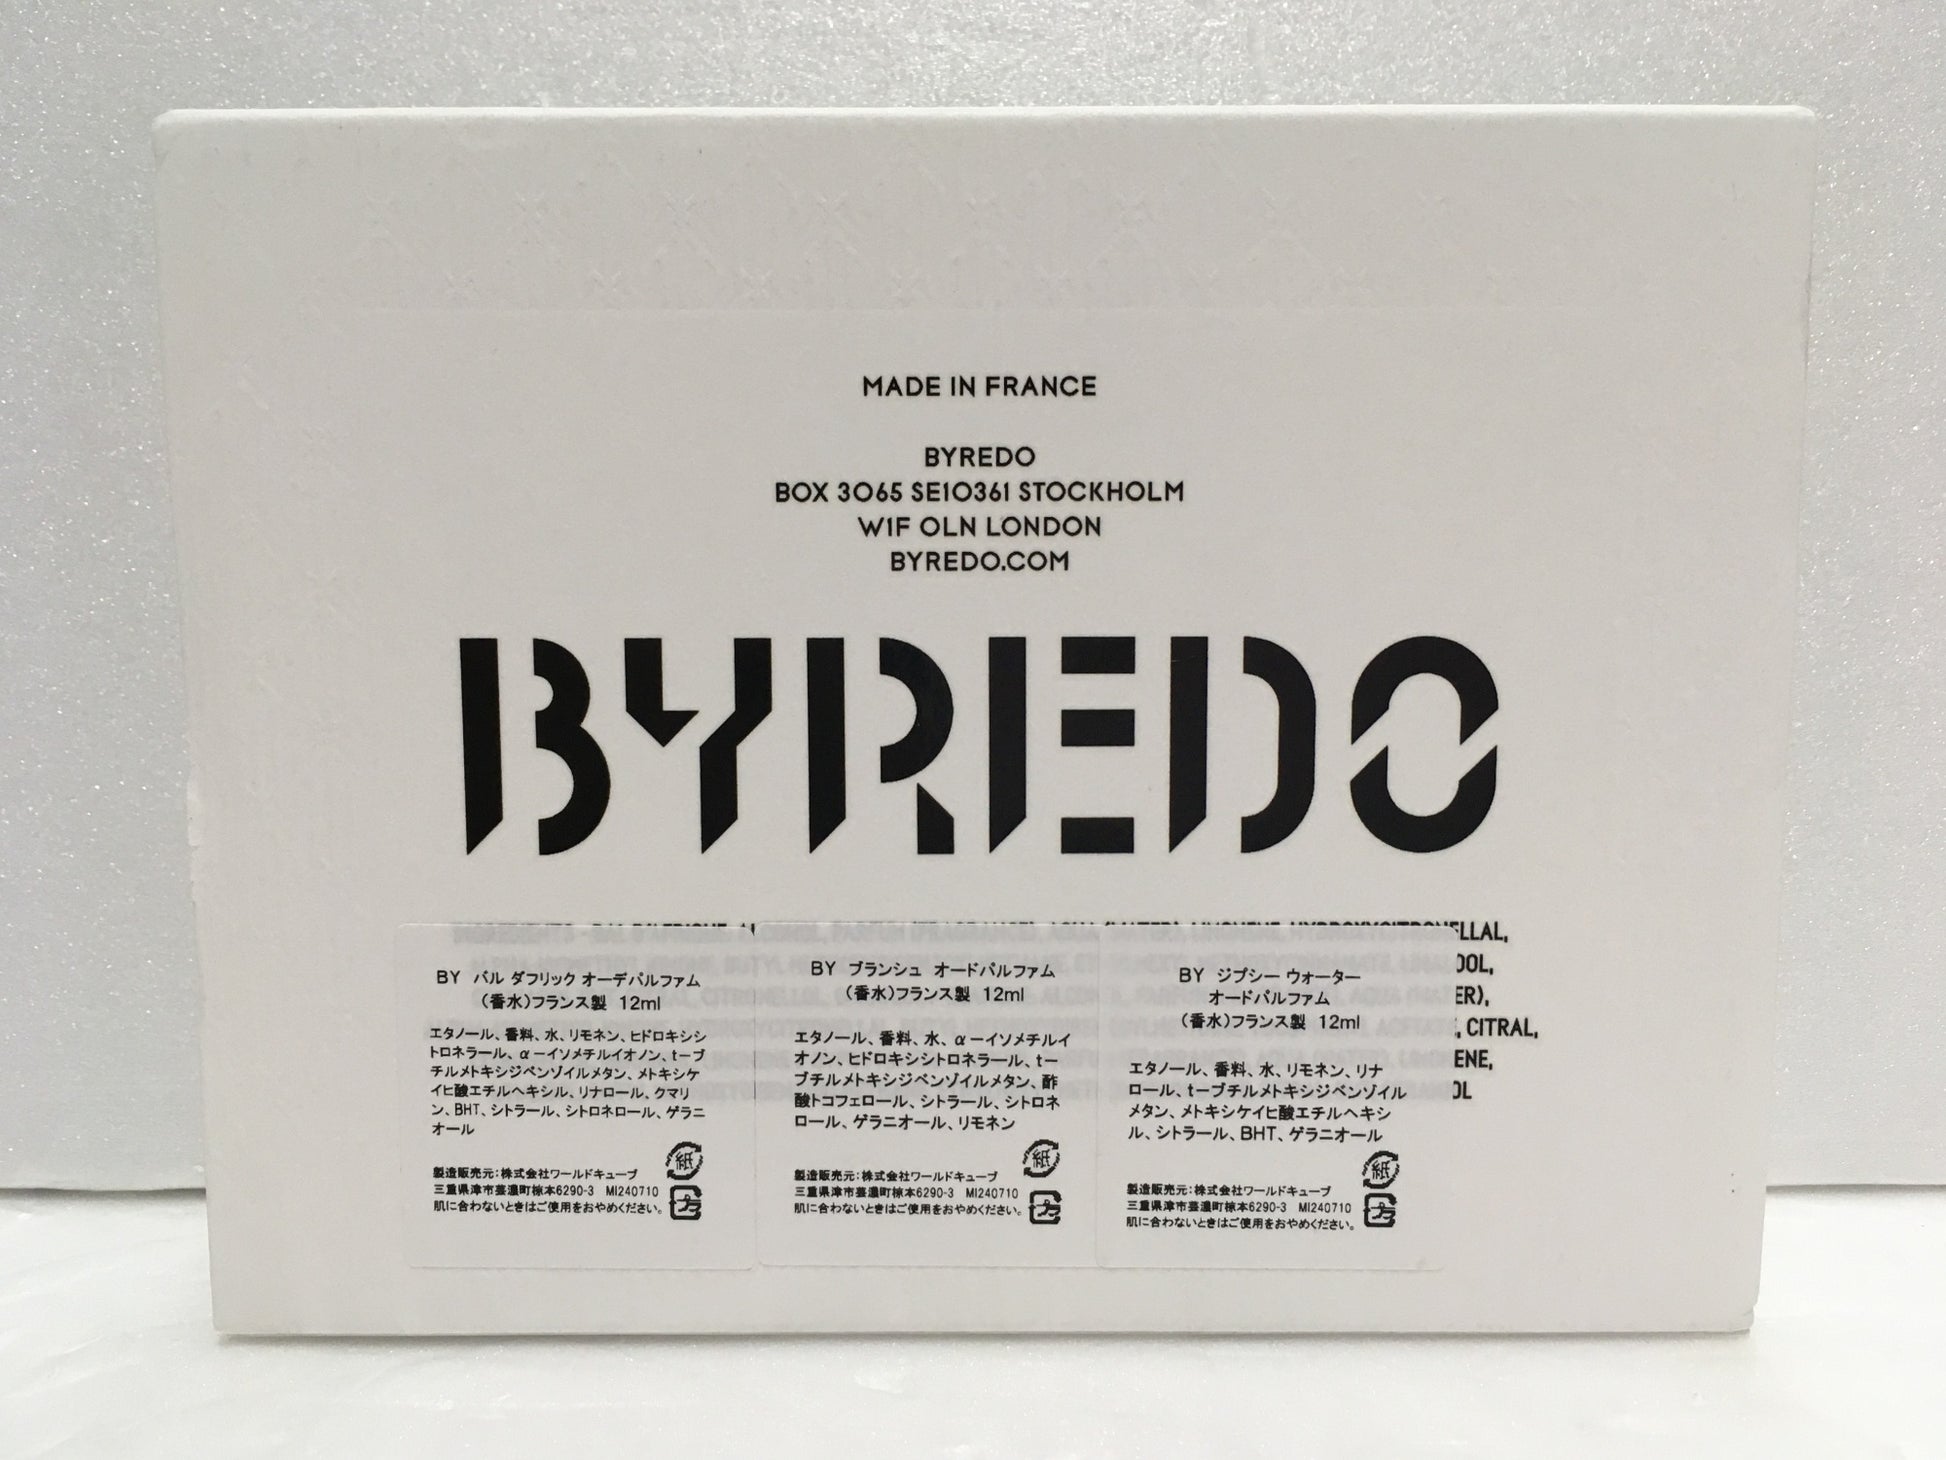 MADE IN FRANCE
BYREDO
BOX 3065 SE10361 STOCKHOLM
W1F OLN LONDON
BYREDO.COM
BYREDO
LLAL,
OOL,
ER),
, CITRAL,
ENE,
OL
BY バル ダフリック オーデパルファム
（香水）フランス製 12ml
エタノール、香料、水、リモネン、ヒドロキシシ
トロネラール、αーイソメチルイオノン、tーブ
チルメトキシジベンゾイルメタン、メトキシケ
イヒ酸エチルヘキシル、リナロール、クマリ
ン、BHT、シトラール、シトロネロール、ゲラニ
オール
紙
製造販売元：株式会社ワールドキューブ
三重県津市芸濃町椋本6290-3 MI240710
肌に合わないときはご使用をおやめください。
プラ
BY ブランシュ オードパルファム
（香水）フランス製 12ml
エタノール、香料、水、αーイソメチルイ
オノン、ヒドロキシシトロネラール、tー
ブチルメトキシジベンゾイルメタン、酢
酸トコフェロール、シトラール、シトロネ
ロール、ゲラニオール、リモネン
紙
製造販売元：株式会社ワールドキューブ
三重県津市芸濃町椋本6290-3 MI240710
肌に合わないときはご使用をおやめください。
プラ
BY ジプシー ウォーター
オードパルファム
（香水）フランス製 12ml
エタノール、香料、水、リモネン、リナ
ロール、tーブチルメトキシジベンゾイル
メタン、メトキシケイヒ酸エチルヘキシ
ル、シトラール、BHT、ゲラニオール
紙
製造販売元：株式会社ワールドキューブ
三重県津市芸濃町椋本6290-3 MI240710
肌に合わないときはご使用をおやめください。
プラ